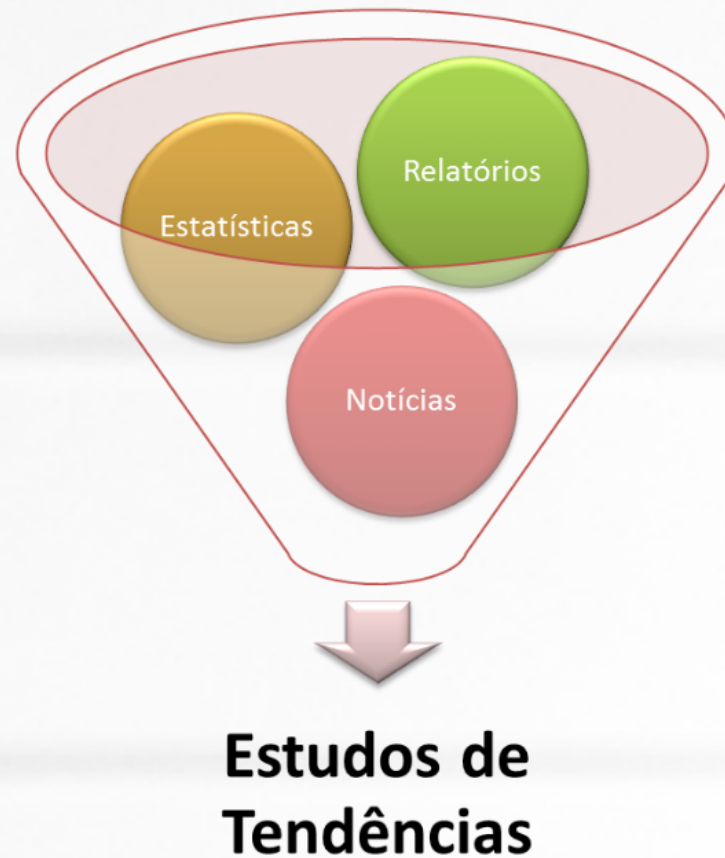 Relatórios
Estatísticas
Notícias
Estudos de
Tendências